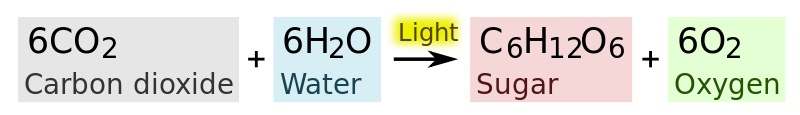 6CO₂ + 6H₂O Light → C₆H₁₂O₆ + 6O₂
Carbon dioxide Water Sugar Oxygen